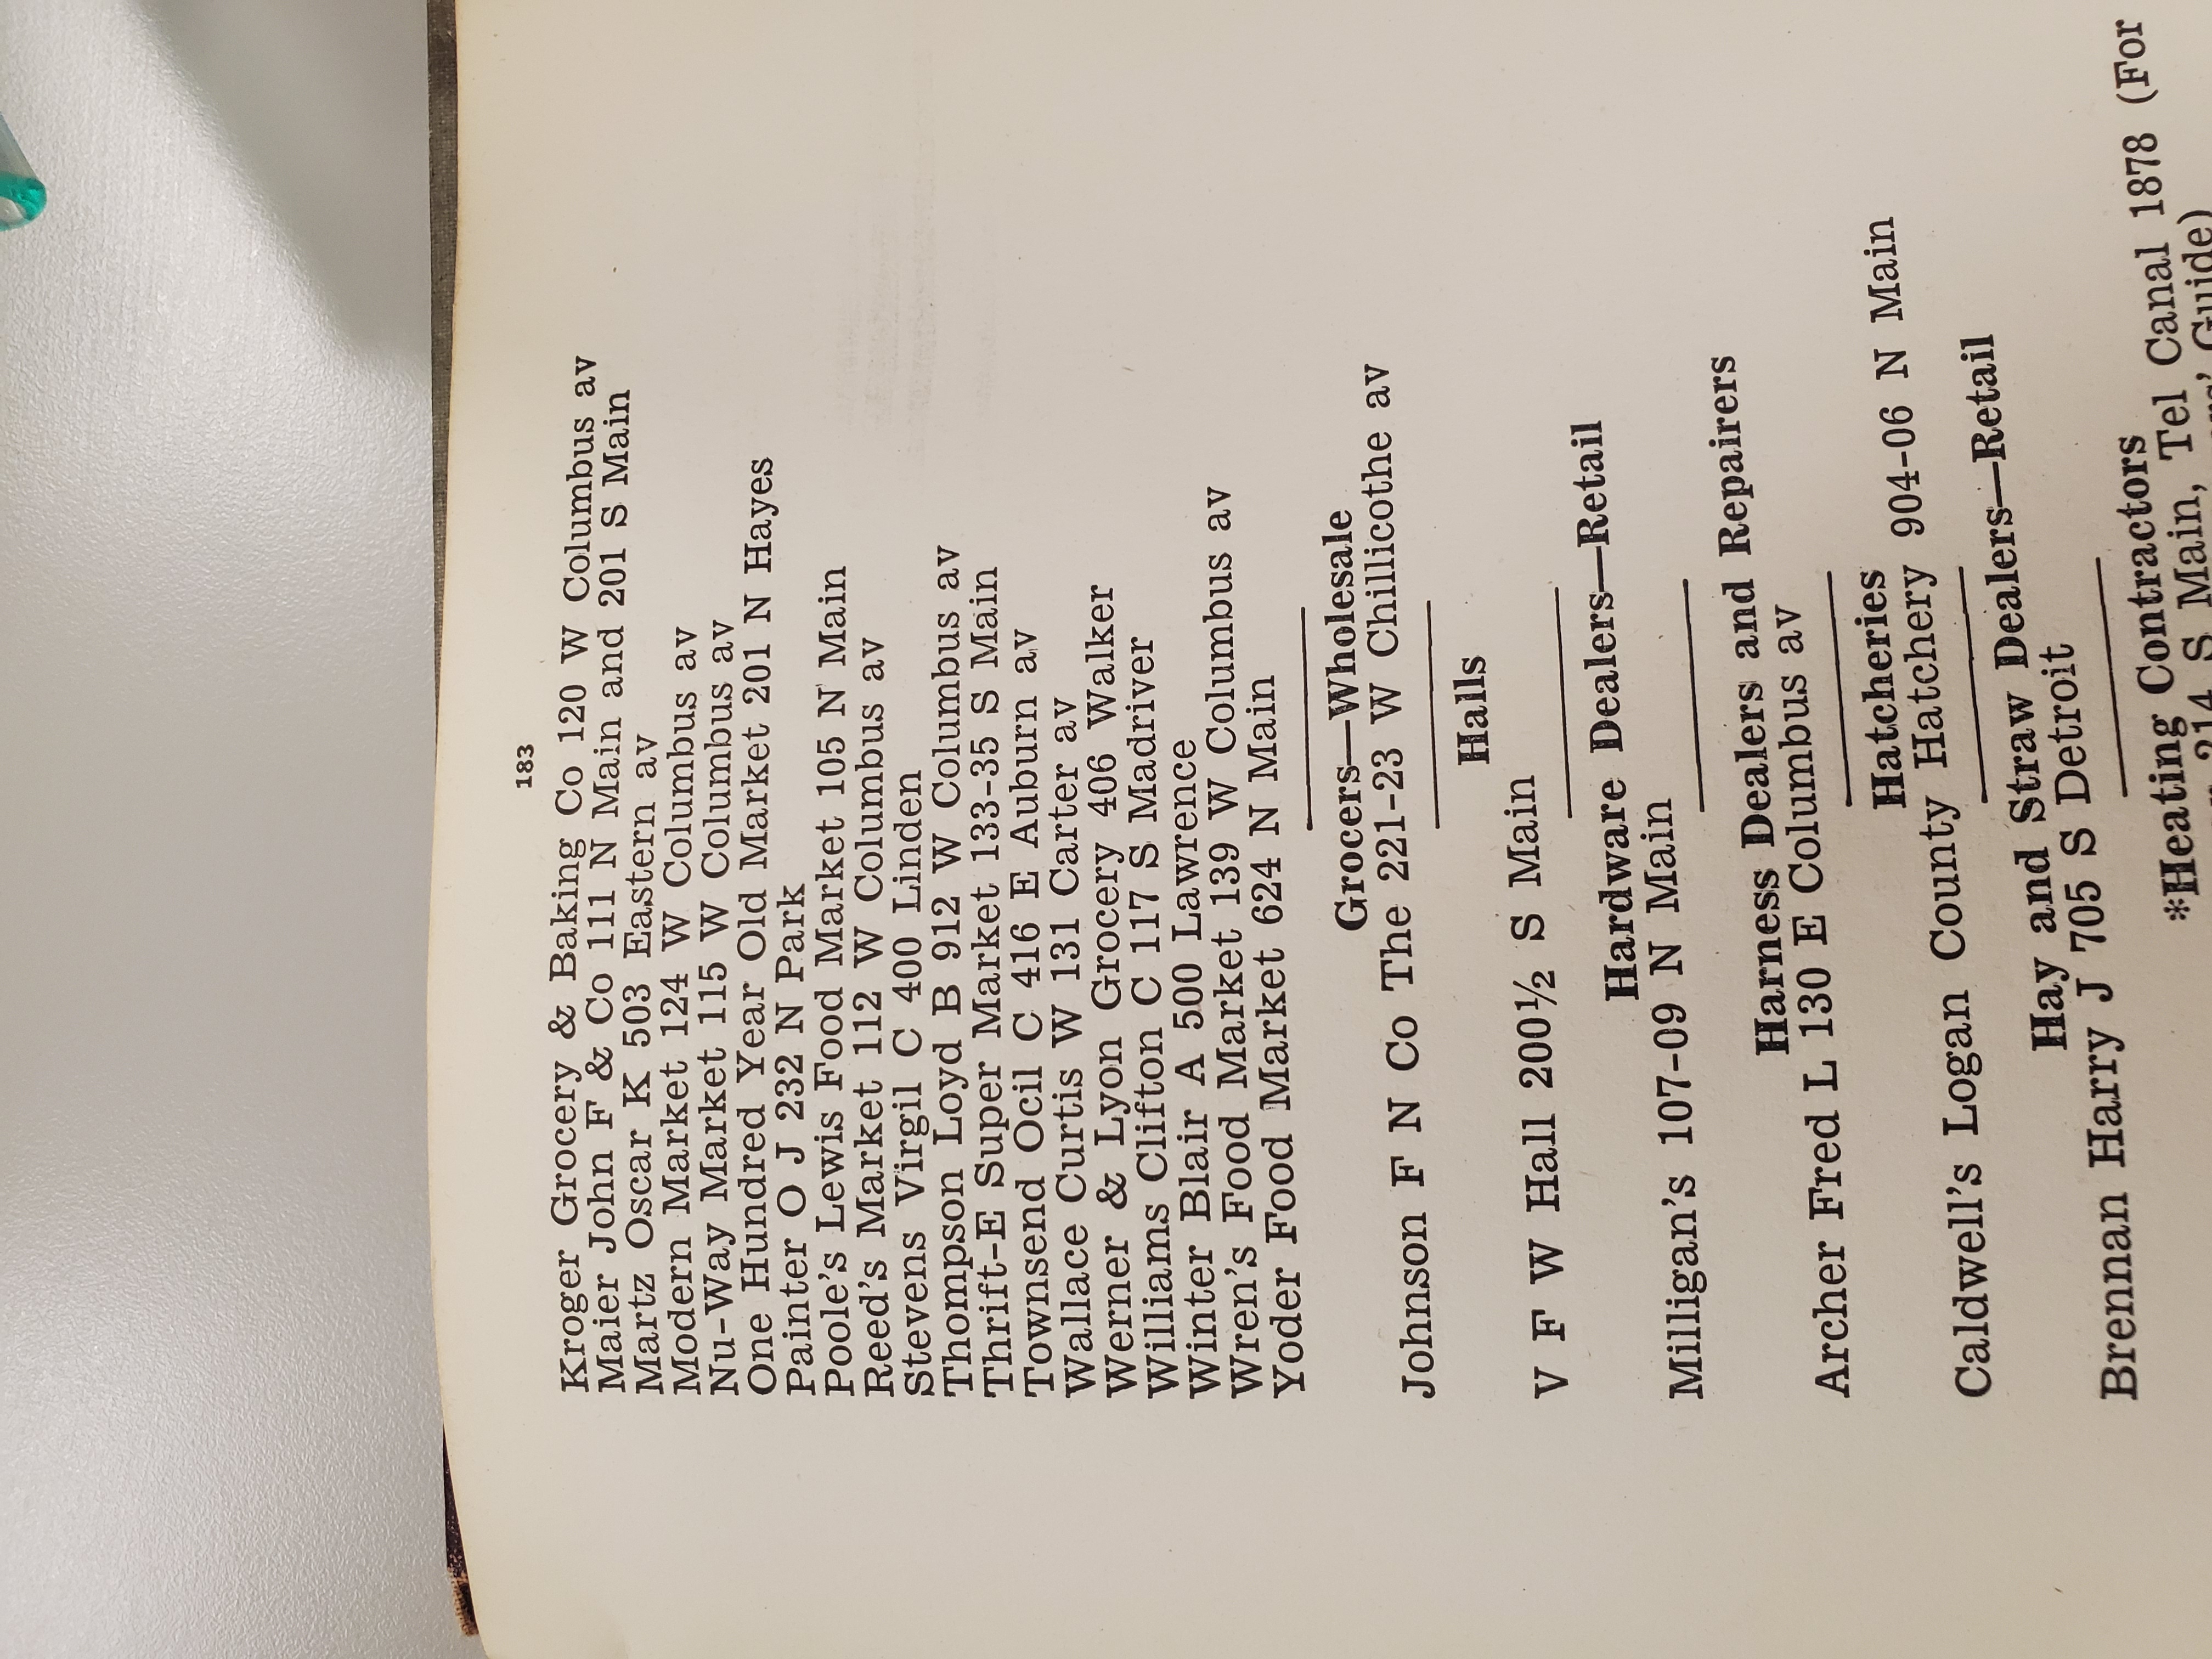 183
Kroger Grocery & Baking Co 120 W Columbus av
Maier John F & Co 111 N Main and 201 S Main
Martz Oscar K 503 Eastern av
Modern Market 124 W Columbus av
Nu-Way Market 115 W Columbus av
One Hundred Year Old Market 201 N Hayes
Painter O J 232 N Park
Poole's Lewis Food Market 105 N Main
Reed's Market 112 W Columbus av
Stevens Virgil C 400 Linden
Thompson Loyd B 912 W Columbus av
Thrift-E Super Market 133-35 S Main
Townsend Ocil C 416 E Auburn av
Wallace Curtis W 131 Carter av
Werner & Lyon Grocery 406 Walker
Williams Clifton C 117 S Madriver
Winter Blair A 500 Lawrence
Wren's Food Market 139 W Columbus av
Yoder Food Market 624 N Main
Grocers—Wholesale
Johnson F N Co The 221-23 W Chillicothe av
Halls
V F W Hall 200½ S Main
Hardware Dealers—Retail
Milligan's 107-09 N Main
Harness Dealers and Repairers
Archer Fred L 130 E Columbus av
Hatcheries
Caldwell's Logan County Hatchery 904-06 N Main
Hay and Straw Dealers—Retail
Brennan Harry J 705 S Detroit
*Heating Contractors
214 S Main, Tel Canal 1878 (For
Guide)